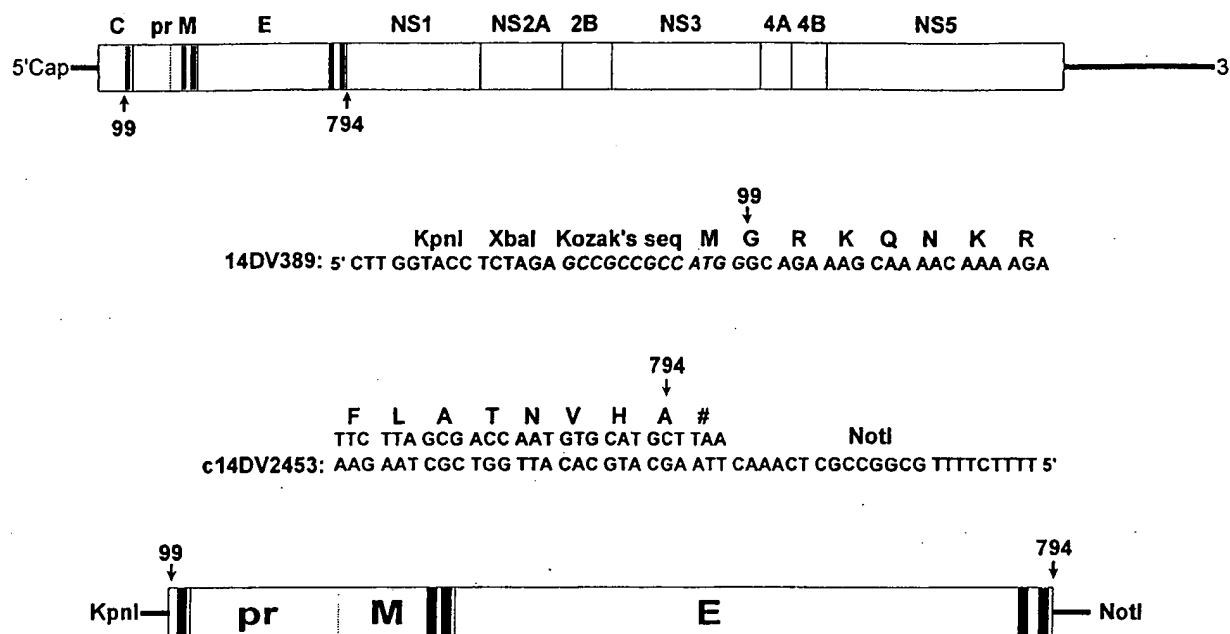 C pr M E NS1 NS2A 2B NS3 4A 4B NS5
5'Cap 3
99 794
99
KpnI XbaI Kozak's seq M G R K Q N K R
14DV389: 5' CTT GGTACC TCTAGA GCCGCCGCC ATG GGC AGA AAG CAA AAC AAA AGA
794
F L A T N V H A #
TTC TTA GCG ACC AAT GTG CAT GCT TAA NotI
c14DV2453: AAG AAT CGC TGG TTA CAC GTA CGA ATT CAAACT CGCCGGCG TTTTCTTTT 5'
99 794
KpnI pr M E NotI